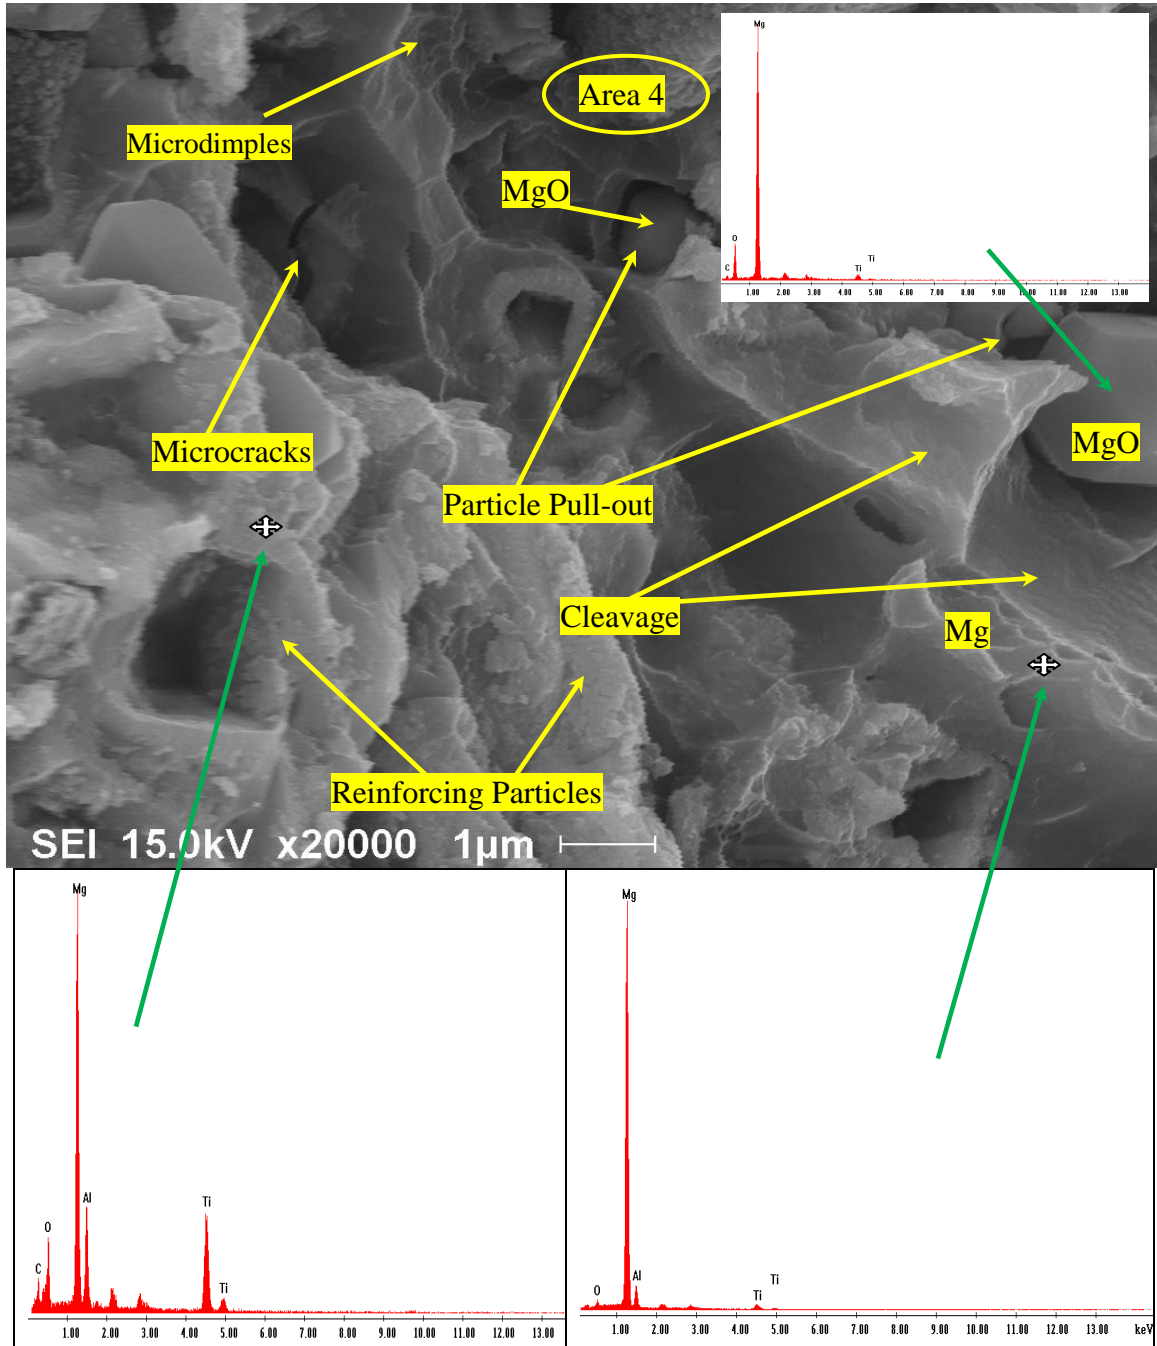 Area 4
Microdimples
MgO
Microcracks
Particle Pull-out
MgO
Cleavage
Mg
Reinforcing Particles
SEI 15.0kV x20000 1µm
Mg
O
C
Ti
Ti
1.00 2.00 3.00 4.00 5.00 6.00 7.00 8.00 9.00 10.00 11.00 12.00 13.00
Mg
Al
Ti
O
C
Ti
1.00 2.00 3.00 4.00 5.00 6.00 7.00 8.00 9.00 10.00 11.00 12.00 13.00
Mg
Al
O
Ti
Ti
1.00 2.00 3.00 4.00 5.00 6.00 7.00 8.00 9.00 10.00 11.00 12.00 13.00 keV